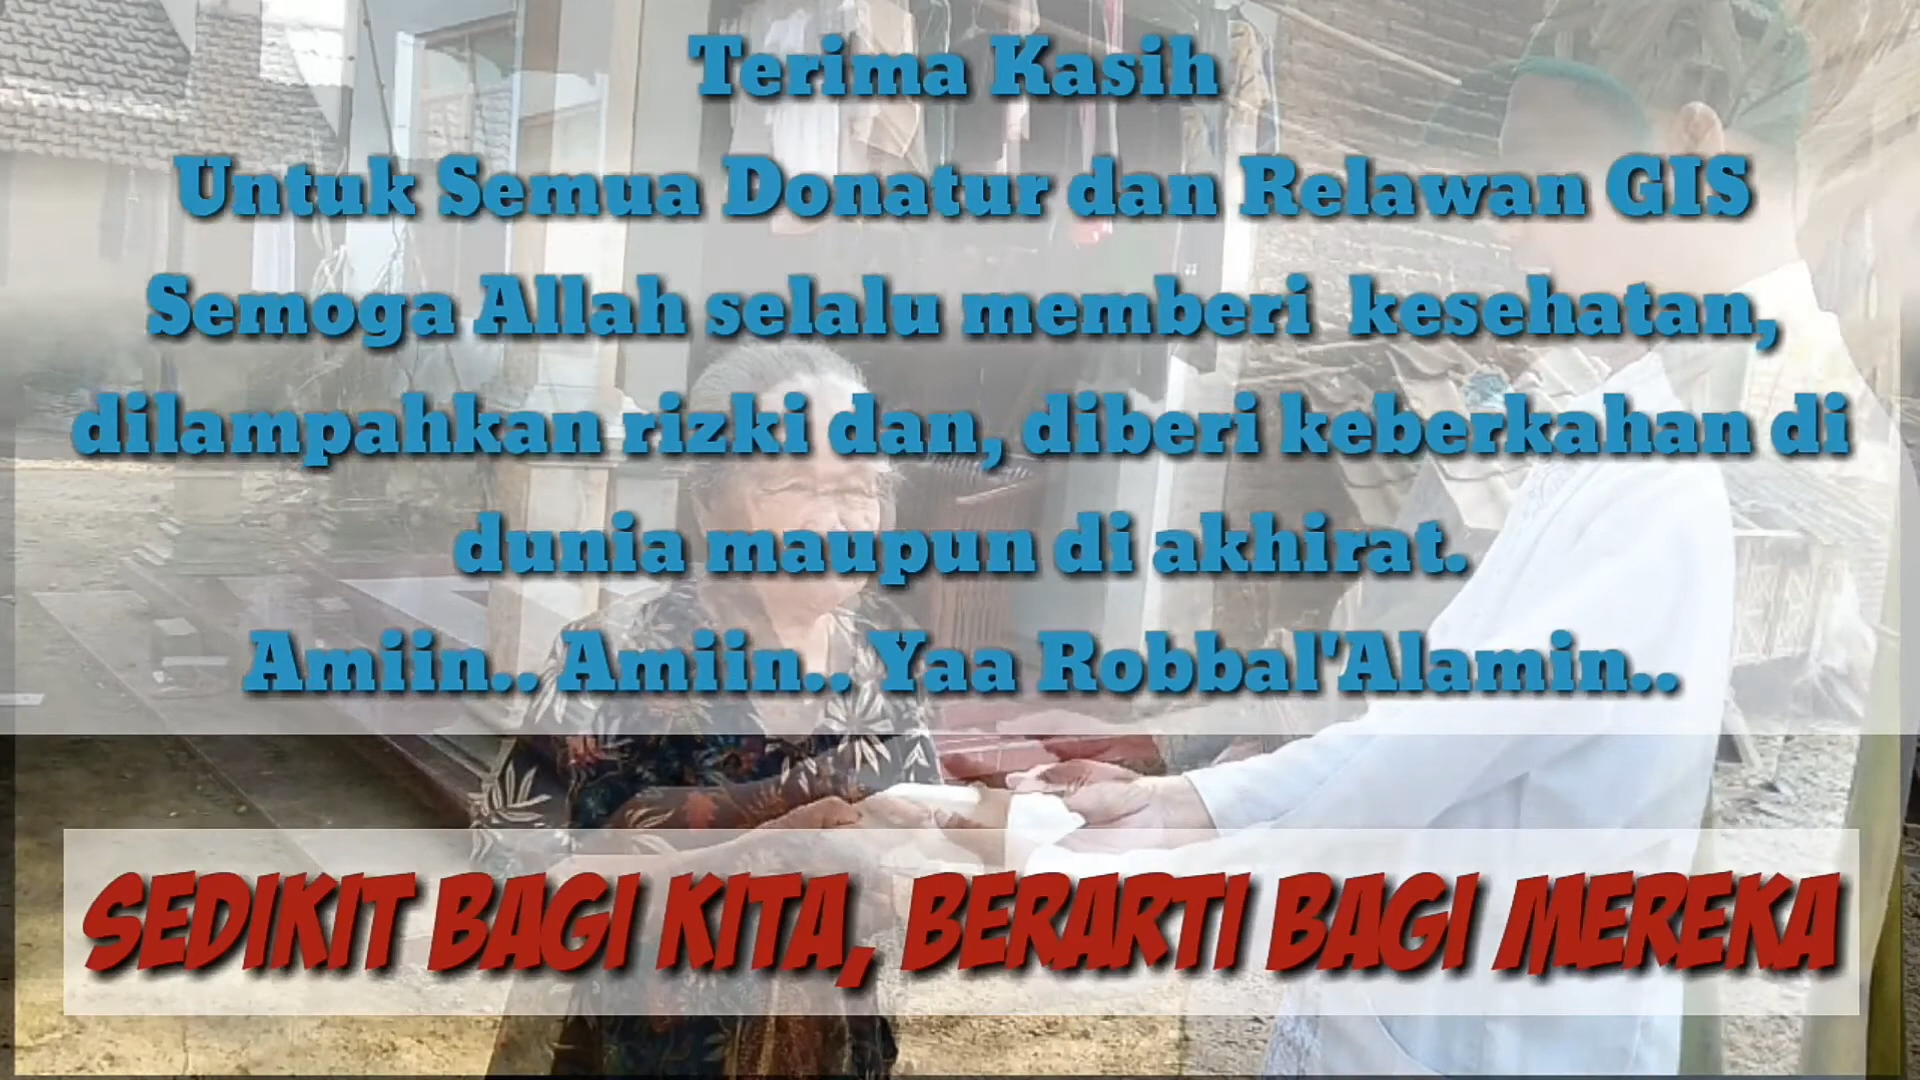 Terima Kasih
Untuk Semua Donatur dan Relawan GIS
Semoga Allah selalu memberi kesehatan,
dilampahkan rizki dan, diberi keberkahan di
dunia maupun di akhirat.
Amiin.. Amiin.. Yaa Robbal'Alamin..
SEDIKIT BAGI KITA, BERARTI BAGI MEREKA